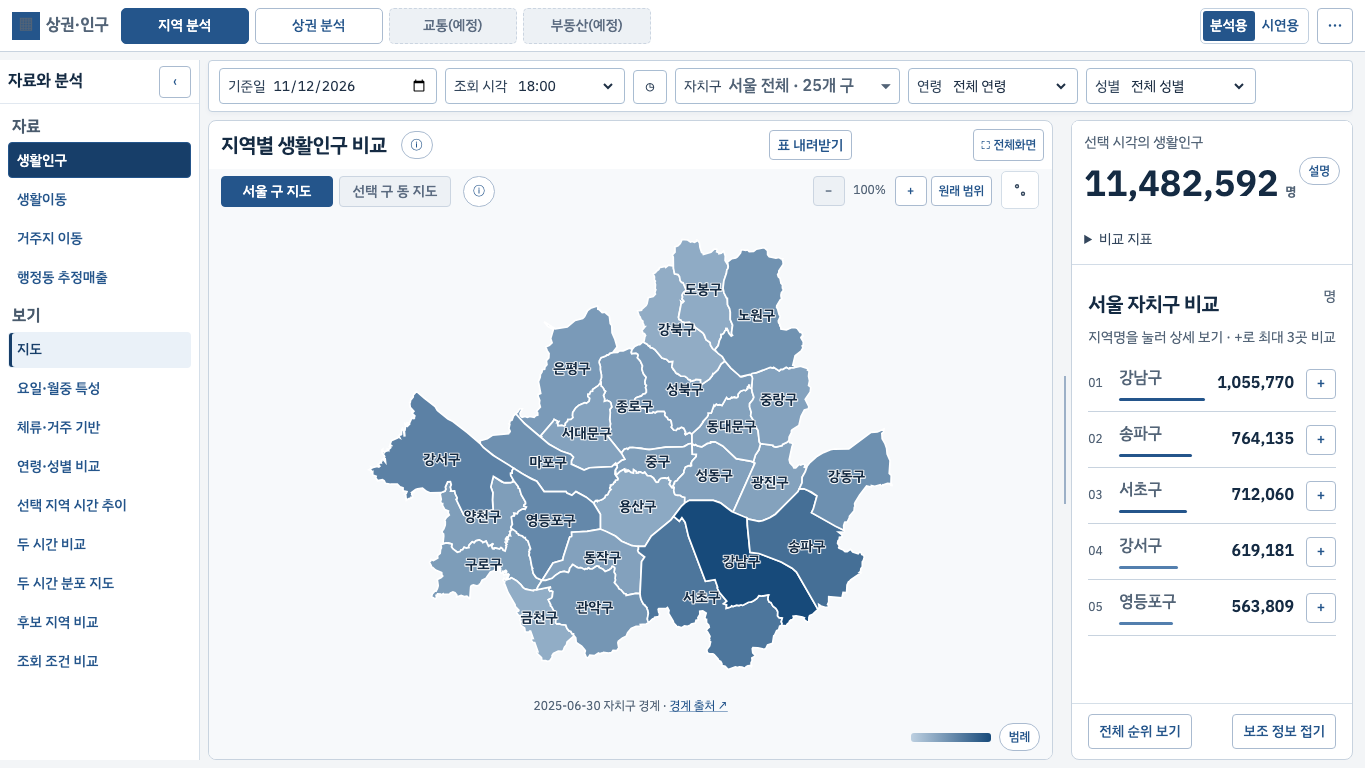 상권·인구
지역 분석
상권 분석
교통(예정)
부동산(예정)
분석용
시연용
···
자료와 분석
‹
자료
생활인구
생활이동
거주지 이동
행정동 추정매출
보기
지도
요일·월중 특성
체류·거주 기반
연령·성별 비교
선택 지역 시간 추이
두 시간 비교
두 시간 분포 지도
후보 지역 비교
조회 조건 비교
기준일 11/12/2026
조회 시각 18:00
자치구 서울 전체 · 25개 구
연령 전체 연령
성별 전체 성별
지역별 생활인구 비교 ⓘ
표 내려받기
전체화면
서울 구 지도
선택 구 동 지도
ⓘ
−
100%
+
원래 범위
도봉구
노원구
강북구
은평구
성북구
중랑구
종로구
동대문구
서대문구
강서구
마포구
중구
성동구
광진구
강동구
용산구
양천구
영등포구
송파구
동작구
구로구
강남구
서초구
관악구
금천구
2025-06-30 자치구 경계 · 경계 출처 ↗
범례
선택 시각의 생활인구
11,482,592 명
설명
▶ 비교 지표
서울 자치구 비교
명
지역명을 눌러 상세 보기 · +로 최대 3곳 비교
01 강남구 1,055,770 +
02 송파구 764,135 +
03 서초구 712,060 +
04 강서구 619,181 +
05 영등포구 563,809 +
전체 순위 보기
보조 정보 접기